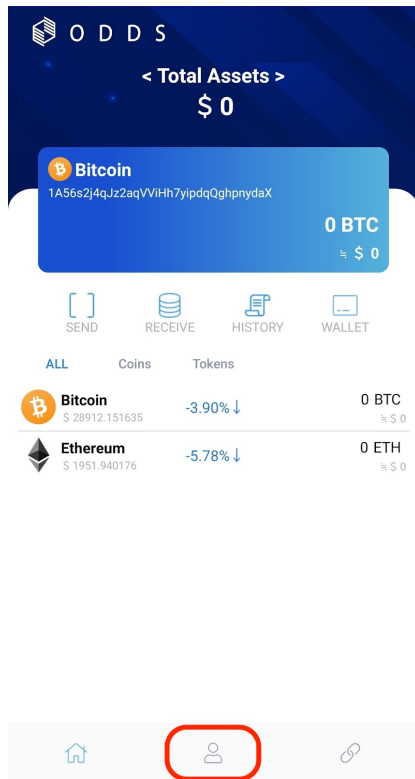 ODDS
< Total Assets >
$ 0
Bitcoin
1A56s2j4qJz2aqVViHh7yipdqQghpnydaX
0 BTC
≒ $ 0
SEND RECEIVE HISTORY WALLET
ALL Coins Tokens
Bitcoin -3.90%↓ 0 BTC
$ 28912.151635 ≒ $ 0
Ethereum -5.78%↓ 0 ETH
$ 1951.940176 ≒ $ 0